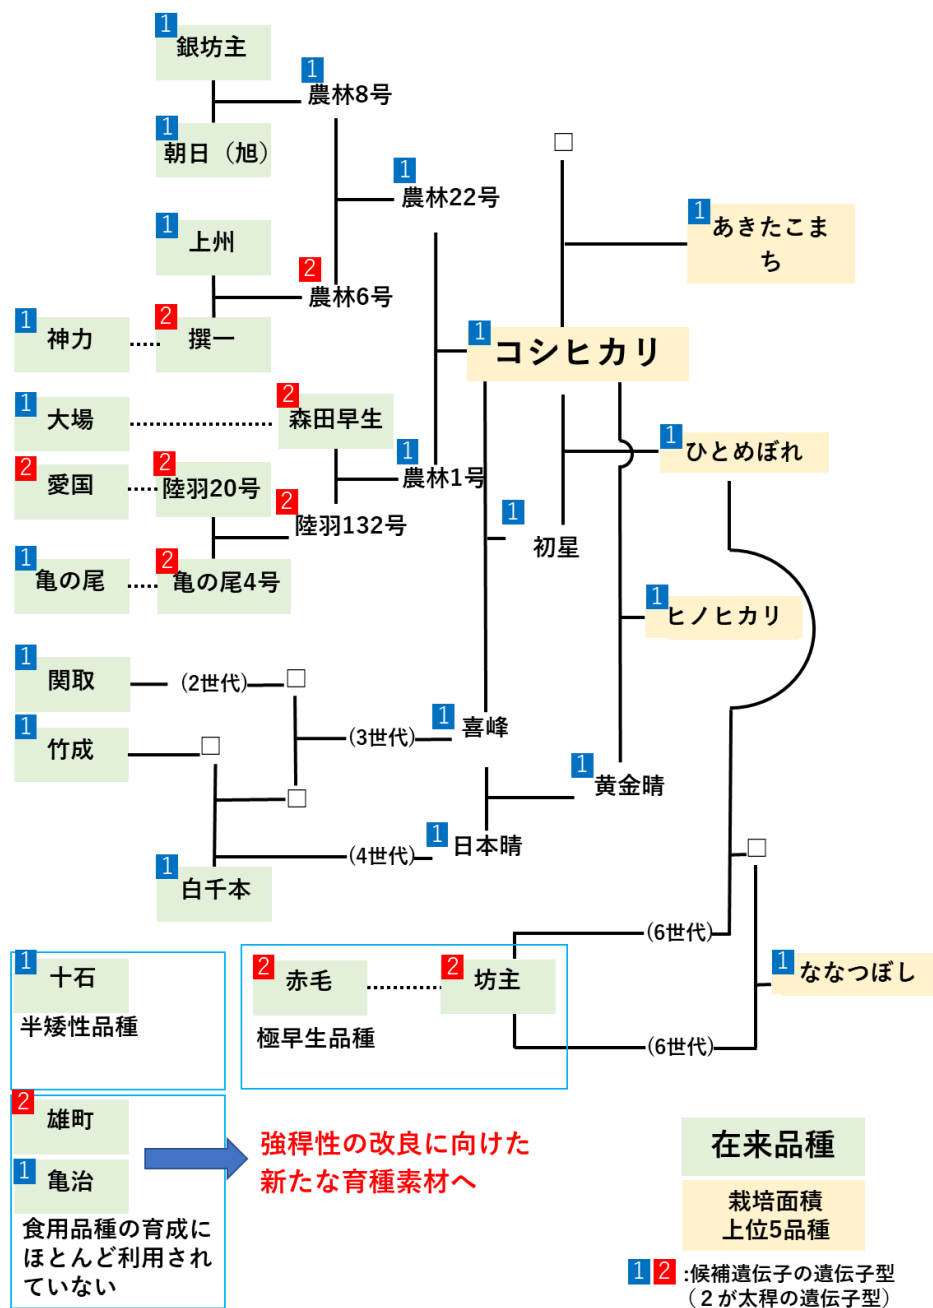 1
銀坊主
1
農林8号
1
朝日（旭）
1
農林22号
1
上州
2
農林6号
1
神力
2
撰一
1
大場
2
森田早生
1
農林1号
2
愛国
2
陸羽20号
2
陸羽132号
1
亀の尾
2
亀の尾4号
1
コシヒカリ
1
あきたこま
ち
1
ひとめぼれ
1
初星
1
ヒノヒカリ
1
関取
(2世代)
1
竹成
(3世代)
1
喜峰
1
黄金晴
(4世代)
1
日本晴
1
白千本
1
十石
半矮性品種
2
赤毛
2
坊主
極早生品種
(6世代)
(6世代)
1
ななつぼし
2
雄町
1
亀治
食用品種の育成に
ほとんど利用され
ていない
強稈性の改良に向けた
新たな育種素材へ
在来品種
栽培面積
上位5品種
1 2 :候補遺伝子の遺伝子型
（２が太稈の遺伝子型）